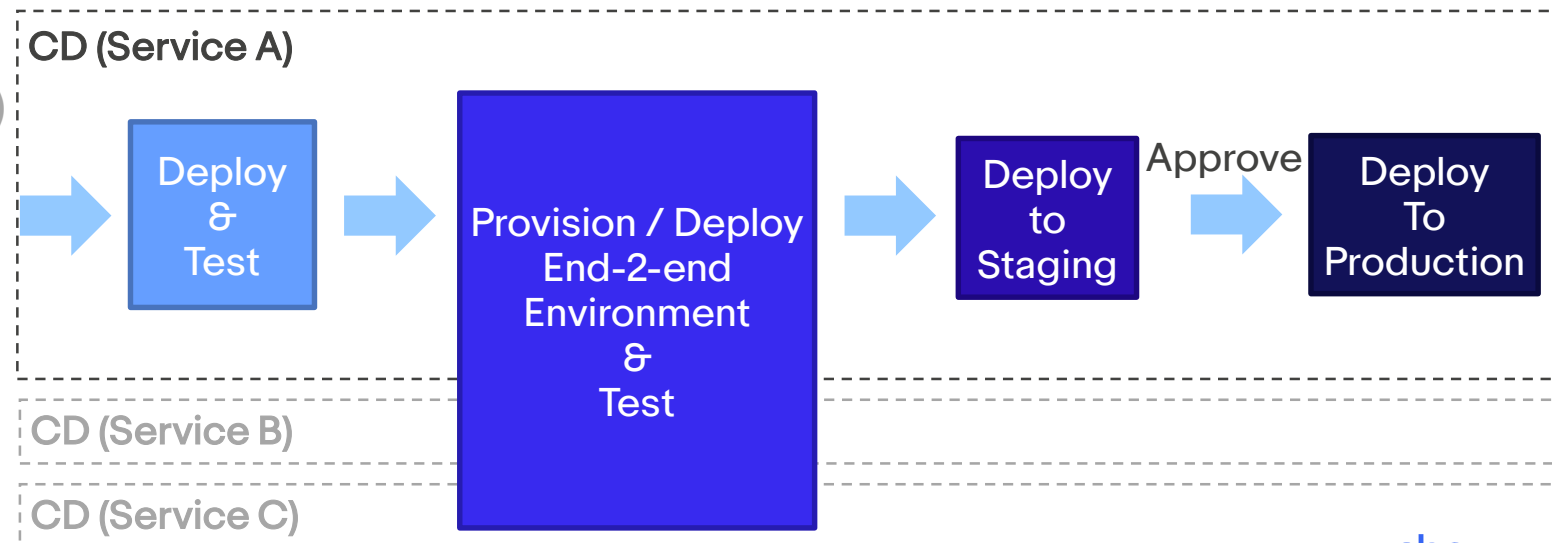 CD (Service A)
Deploy
&
Test
Provision / Deploy
End-2-end
Environment
&
Test
Deploy
to
Staging
Approve
Deploy
To
Production
CD (Service B)
CD (Service C)